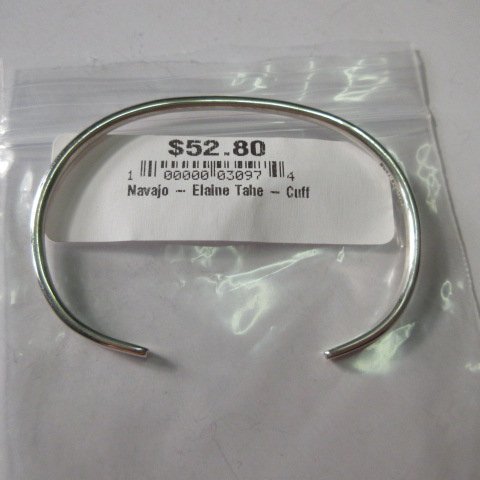 $52.80
1 00000 03097 4
Navajo -- Elaine Tahe -- Cuff